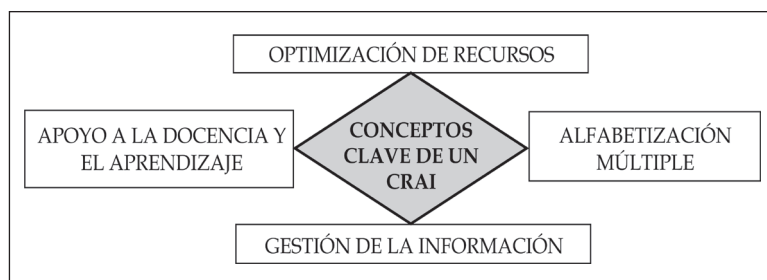 OPTIMIZACIÓN DE RECURSOS
APOYO A LA DOCENCIA Y
EL APRENDIZAJE
CONCEPTOS
CLAVE DE UN
CRAI
ALFABETIZACIÓN
MÚLTIPLE
GESTIÓN DE LA INFORMACIÓN